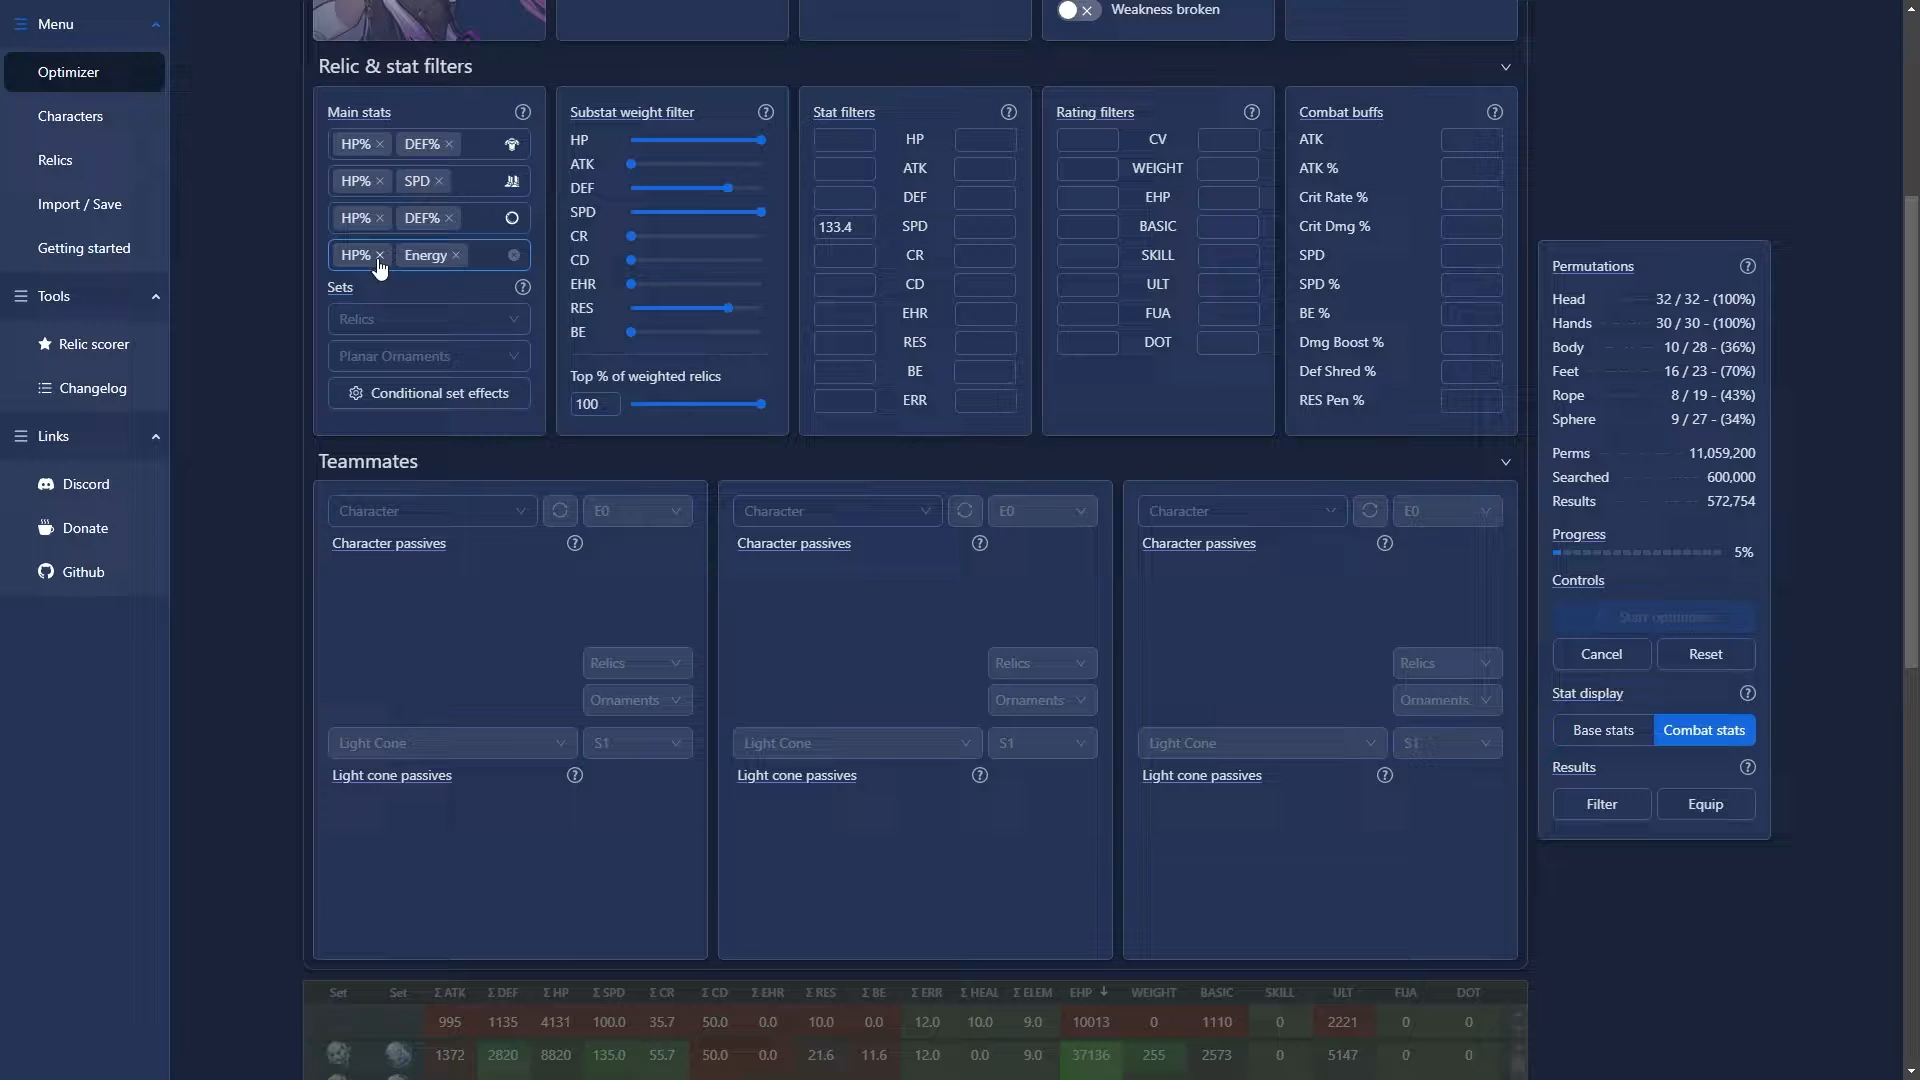 Menu
Optimizer
Characters
Relics
Import / Save
Getting started
Tools
Relic scorer
Changelog
Links
Discord
Donate
Github
Weakness broken
Relic & stat filters
Main stats
HP% DEF%
HP% SPD
HP% DEF%
HP% Energy
Sets
Relics
Planar Ornaments
Conditional set effects
Substat weight filter
HP
ATK
DEF
SPD
CR
CD
EHR
RES
BE
Top % of weighted relics
100
Stat filters
HP
ATK
DEF
133.4 SPD
CR
CD
EHR
RES
BE
ERR
Rating filters
CV
WEIGHT
EHP
BASIC
SKILL
ULT
FUA
DOT
Combat buffs
ATK
ATK %
Crit Rate %
Crit Dmg %
SPD
SPD %
BE %
Dmg Boost %
Def Shred %
RES Pen %
Permutations
Head 32 / 32 - (100%)
Hands 30 / 30 - (100%)
Body 10 / 28 - (36%)
Feet 16 / 23 - (70%)
Rope 8 / 19 - (43%)
Sphere 9 / 27 - (34%)
Perms 11,059,200
Searched 600,000
Results 572,754
Progress
5%
Controls
Cancel Reset
Stat display
Base stats Combat stats
Results
Filter Equip
Teammates
Character E0
Character passives
Relics
Ornaments
Light Cone S1
Light cone passives
Character E0
Character passives
Relics
Ornaments
Light Cone S1
Light cone passives
Character E0
Character passives
Relics
Ornaments
Light Cone S1
Light cone passives
Set Set Σ ATK Σ DEF Σ HP Σ SPD Σ CR Σ CD Σ EHR Σ RES Σ BE Σ ERR Σ HEAL Σ ELEM EHP WEIGHT BASIC SKILL ULT FUA DOT
995 1135 4131 100.0 35.7 50.0 0.0 10.0 0.0 12.0 10.0 9.0 10013 0 1110 0 2221 0 0
1372 2820 8820 135.0 55.7 50.0 0.0 21.6 11.6 12.0 0.0 9.0 37136 255 2573 0 5147 0 0